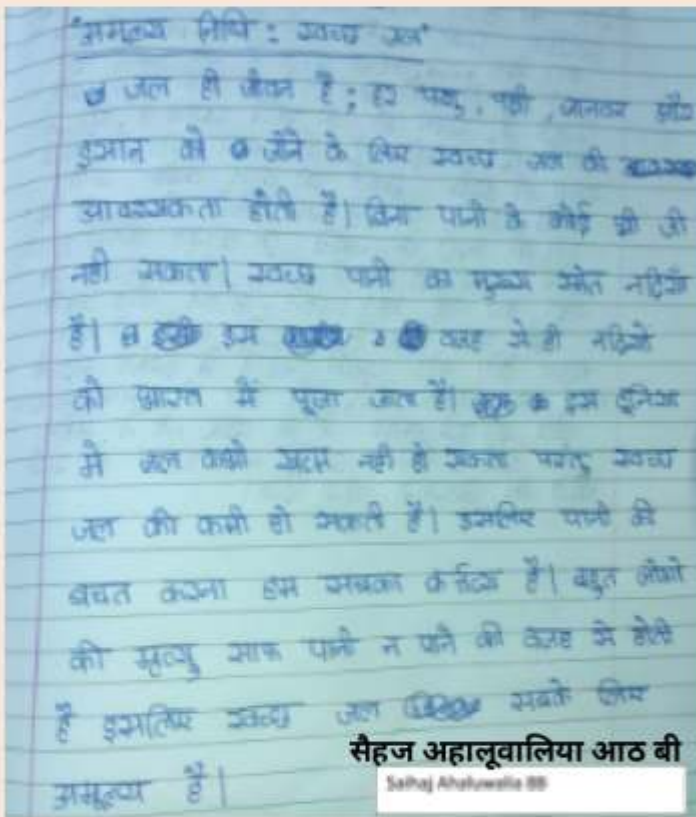 "अमूल्य निधि : स्वच्छ जल"
जल ही जीवन है ; हर पशु, पक्षी, जानवर और
इंसान को जीने के लिए स्वच्छ जल की
आवश्यकता होती है। बिना पानी के कोई भी जी
नही सकता। स्वच्छ पानी का मुख्य स्रोत नदियाँ
है। इस वजह से ही नदियों
को भारत में पूजा जाता है। इस दुनिया
मे जल कभी खत्म नही हो सकता परंतु स्वच्छ
जल की कमी हो सकती है। इसलिए पानी की
बचत करना हम सबका कर्तव्य है। बहुत लोगो
की मृत्यु साफ पानी न पाने की वजह से होती
है इसलिए स्वच्छ जल सबके लिए
अमूल्य है।
सैहज अहालूवालिया आठ बी
Saihaj Ahaluwalia 8B